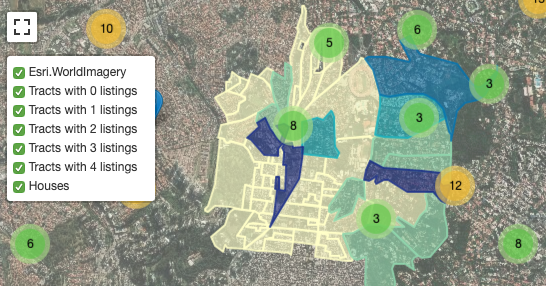 10
5
6
13
3
Esri.WorldImagery
Tracts with 0 listings
Tracts with 1 listings
Tracts with 2 listings
Tracts with 3 listings
Tracts with 4 listings
Houses
8
3
12
3
6
8